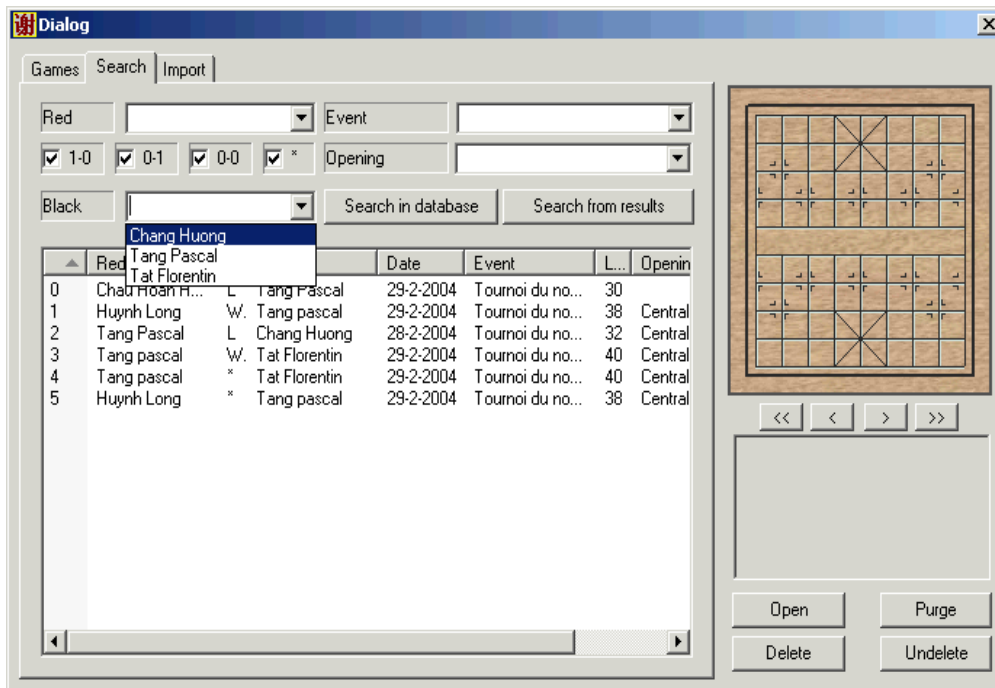 谢 Dialog
Games Search Import
Red Event
1-0 0-1 0-0 * Opening
Black Search in database Search from results
Chang Huong
Tang Pascal
Tat Florentin
Red Date Event L... Openin
0 Chau Hoan H... L Tang Pascal 29-2-2004 Tournoi du no... 30
1 Huynh Long W. Tang pascal 29-2-2004 Tournoi du no... 38 Central
2 Tang Pascal L Chang Huong 28-2-2004 Tournoi du no... 32 Central
3 Tang pascal W. Tat Florentin 29-2-2004 Tournoi du no... 40 Central
4 Tang pascal * Tat Florentin 29-2-2004 Tournoi du no... 40 Central
5 Huynh Long * Tang pascal 29-2-2004 Tournoi du no... 38 Central
<< < > >>
Open Purge
Delete Undelete